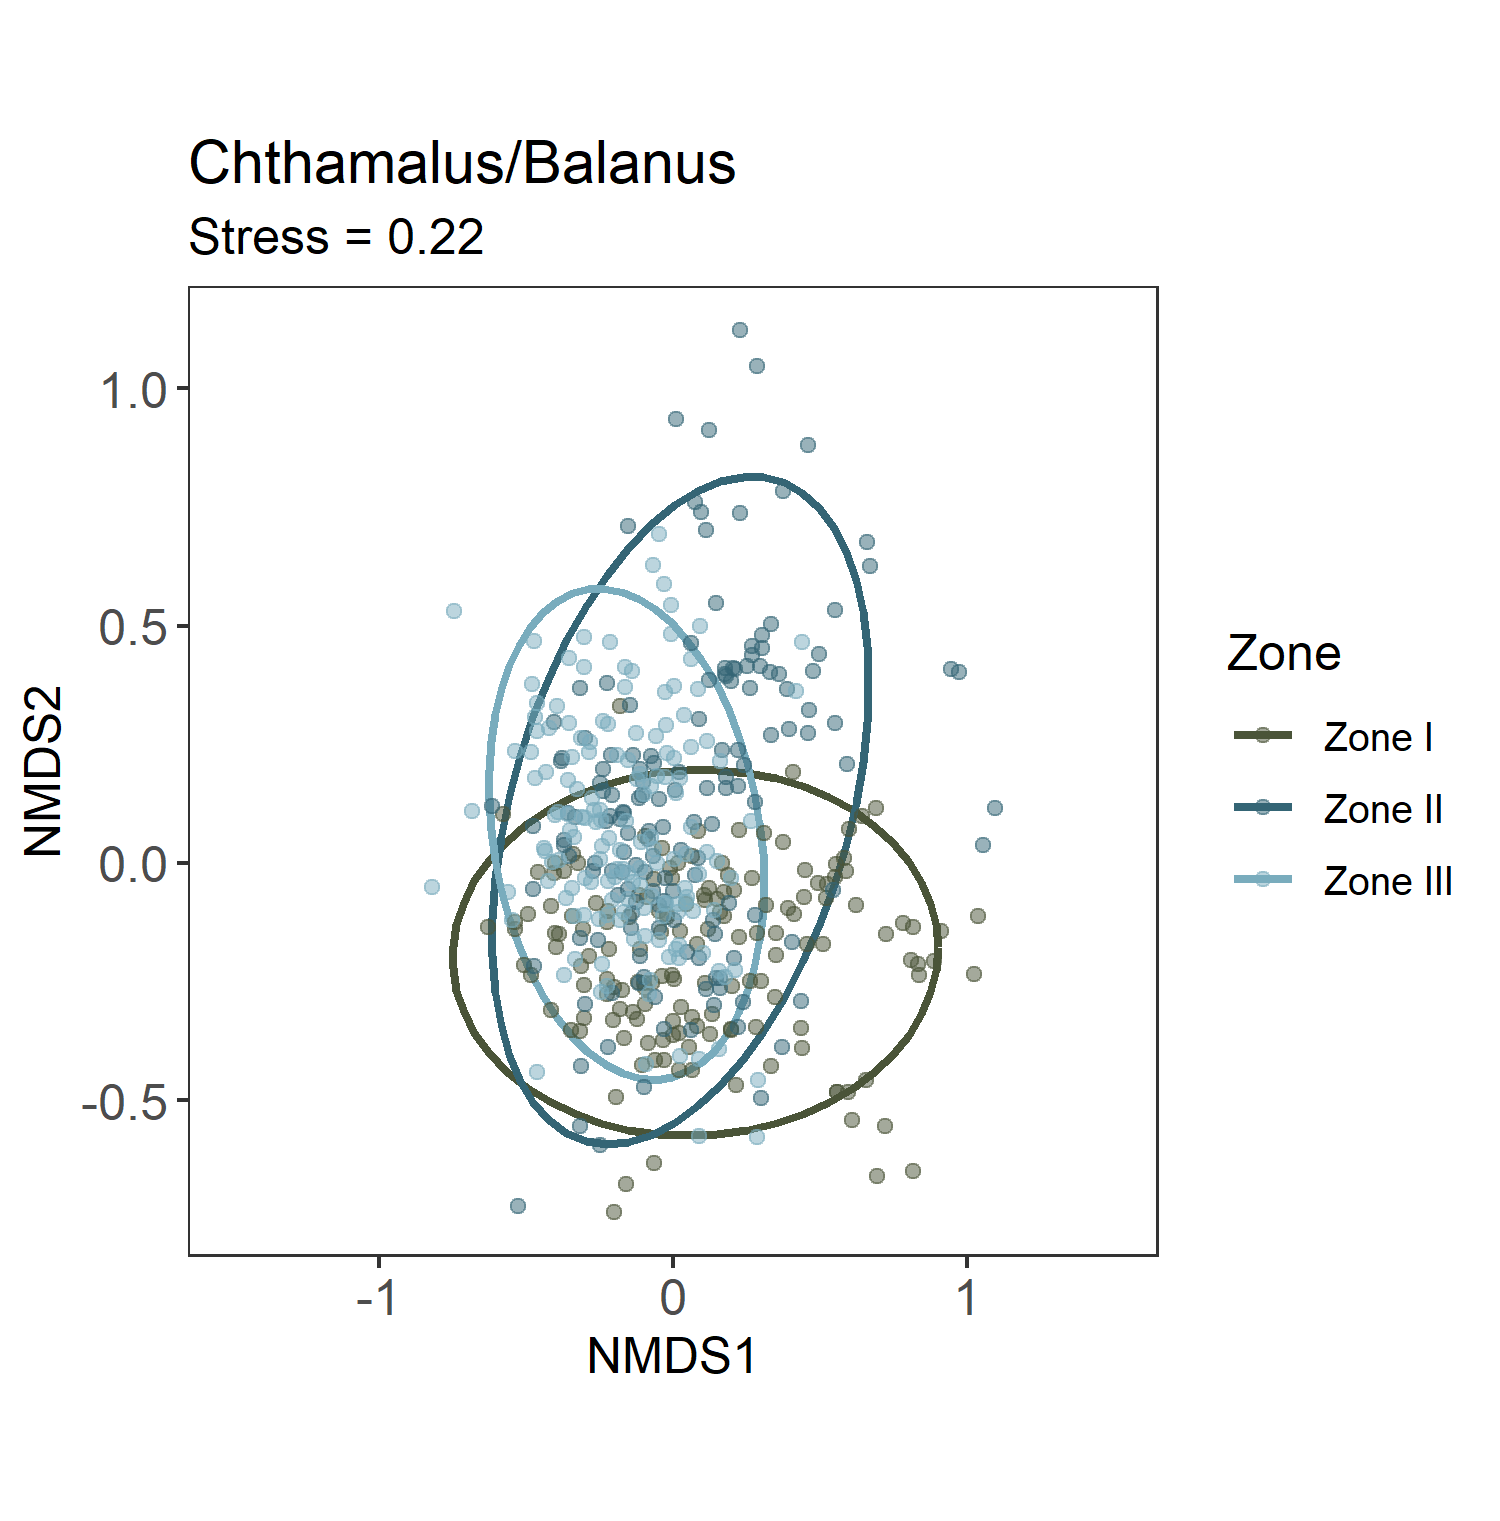 Chthamalus/Balanus
Stress = 0.22
1.0
0.5
0.0
-0.5
NMDS2
-1
0
1
NMDS1
Zone
Zone I
Zone II
Zone III